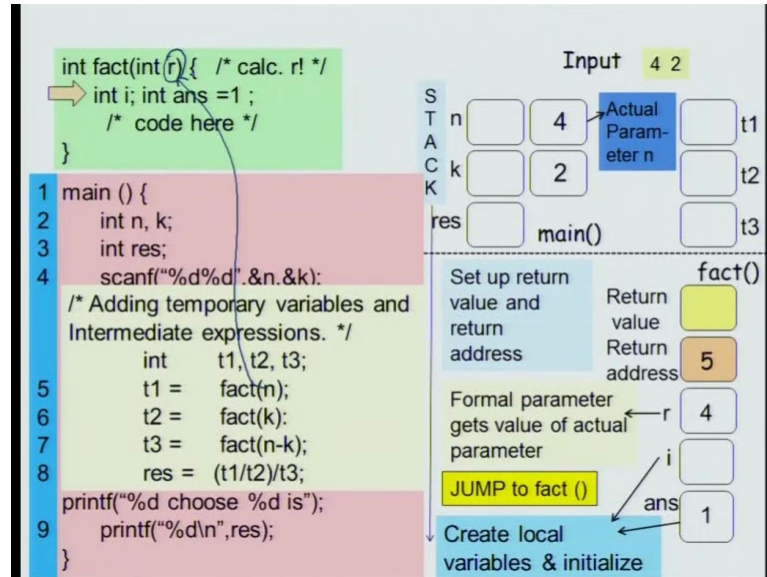 int fact(int r) { /* calc. r! */
int i; int ans =1 ;
/* code here */
}
1 main () {
2 int n, k;
3 int res;
4 scanf("%d%d",&n,&k);
/* Adding temporary variables and
Intermediate expressions. */
int t1, t2, t3;
5 t1 = fact(n);
6 t2 = fact(k):
7 t3 = fact(n-k);
8 res = (t1/t2)/t3;
printf("%d choose %d is");
9 printf("%d\n",res);
}
Input 4 2
STACK
n 4
Actual
Param-
eter n
t1
k 2
t2
res
main()
t3
fact()
Set up return
value and
return
address
Return
value
Return
address 5
Formal parameter
gets value of actual
parameter
r 4
i
JUMP to fact ()
ans 1
Create local
variables & initialize